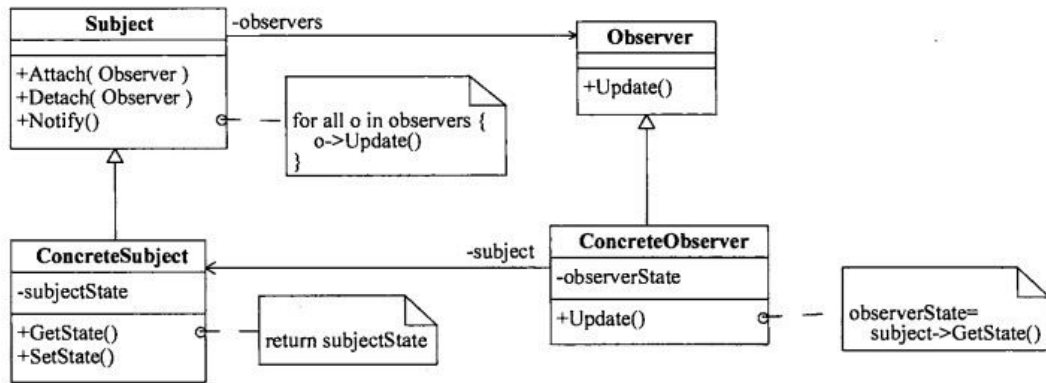 Subject
-observers
Observer
+Attach( Observer )
+Detach( Observer )
+Notify()
for all o in observers {
o->Update()
}
+Update()
ConcreteSubject
-subjectState
+GetState()
+SetState()
return subjectState
-subject
ConcreteObserver
-observerState
+Update()
observerState=
subject->GetState()